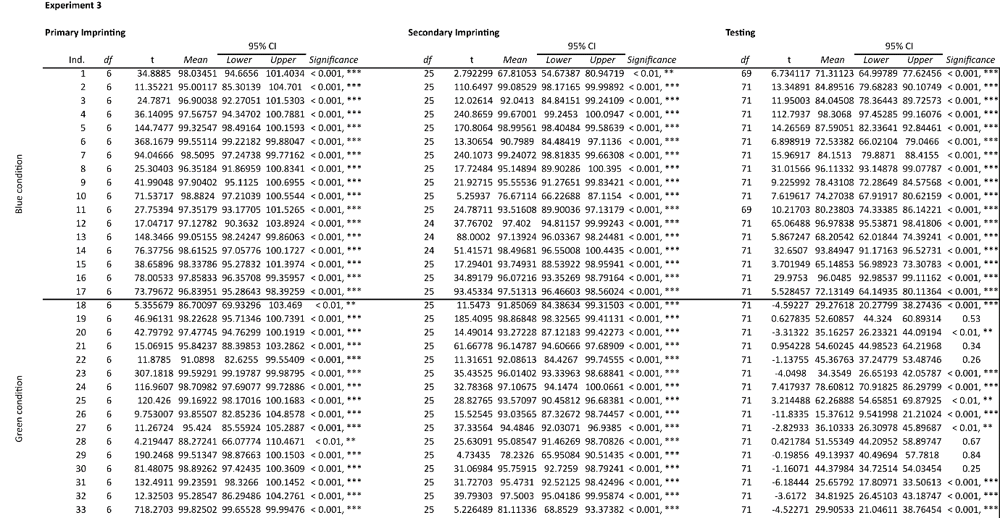 Experiment 3
Primary Imprinting Secondary Imprinting Testing
95% CI 95% CI 95% CI
Ind. df t Mean Lower Upper Significance df t Mean Lower Upper Significance df t Mean Lower Upper Significance
Blue condition
1 6 34.8885 98.03451 94.6656 101.4034 < 0.001, *** 25 2.792299 67.81053 54.67387 80.94719 < 0.01, ** 69 6.734117 71.31123 64.99789 77.62456 < 0.001, ***
2 6 11.35221 95.00117 85.30139 104.701 < 0.001, *** 25 110.6497 99.08529 98.17165 99.99892 < 0.001, *** 71 13.34891 84.89516 79.68283 90.10749 < 0.001, ***
3 6 24.7871 96.90038 92.27051 101.5303 < 0.001, *** 25 12.02614 92.0413 84.84151 99.24109 < 0.001, *** 71 11.95003 84.04508 78.36443 89.72573 < 0.001, ***
4 6 36.14095 97.56757 94.34702 100.7881 < 0.001, *** 25 240.8659 99.67001 99.2453 100.0947 < 0.001, *** 71 112.7937 98.3068 97.45285 99.16076 < 0.001, ***
5 6 144.7477 99.32547 98.49164 100.1593 < 0.001, *** 25 170.8064 98.99561 98.40484 99.58639 < 0.001, *** 71 14.26569 87.59051 82.33641 92.84461 < 0.001, ***
6 6 368.1679 99.55114 99.22182 99.88047 < 0.001, *** 25 13.30654 90.7989 84.48419 97.1136 < 0.001, *** 71 6.898919 72.53382 66.02104 79.0466 < 0.001, ***
7 6 94.04666 98.5095 97.24738 99.77162 < 0.001, *** 25 240.1073 99.24072 98.81835 99.66308 < 0.001, *** 71 15.96917 84.1513 79.8871 88.4155 < 0.001, ***
8 6 25.30403 96.35184 91.86959 100.8341 < 0.001, *** 25 17.72484 95.14894 89.90286 100.395 < 0.001, *** 71 31.01566 96.11332 93.14878 99.07787 < 0.001, ***
9 6 41.99048 97.90402 95.1125 100.6955 < 0.001, *** 25 21.92715 95.55536 91.27651 99.83421 < 0.001, *** 71 9.225992 78.43108 72.28649 84.57568 < 0.001, ***
10 6 71.53717 98.8824 97.21039 100.5544 < 0.001, *** 25 5.25937 76.67114 66.22688 87.1154 < 0.001, *** 71 7.619617 74.27038 67.91917 80.62159 < 0.001, ***
11 6 27.75394 97.35179 93.17705 101.5265 < 0.001, *** 25 24.78711 93.51608 89.90036 97.13179 < 0.001, *** 69 10.21703 80.23803 74.33385 86.14221 < 0.001, ***
12 6 17.04717 97.12782 90.3632 103.8924 < 0.001, *** 24 37.76702 97.402 94.81157 99.99243 < 0.001, *** 71 65.06488 96.97838 95.53871 98.41806 < 0.001, ***
13 6 148.3466 99.05155 98.24247 99.86063 < 0.001, *** 24 88.0002 97.13924 96.03367 98.24481 < 0.001, *** 71 5.867247 68.20542 62.01844 74.39241 < 0.001, ***
14 6 76.37756 98.61525 97.05776 100.1727 < 0.001, *** 24 51.41571 98.49681 96.55008 100.4435 < 0.001, *** 71 32.6507 93.84947 91.17163 96.52731 < 0.001, ***
15 6 38.65896 98.33786 95.27832 101.3974 < 0.001, *** 25 17.29401 93.74931 88.53922 98.95941 < 0.001, *** 71 3.701949 65.14853 56.98923 73.30783 < 0.001, ***
16 6 78.00533 97.85833 96.35708 99.35957 < 0.001, *** 25 34.89179 96.07216 93.35269 98.79164 < 0.001, *** 71 29.9753 96.0485 92.98537 99.11162 < 0.001, ***
17 6 73.79672 96.83951 95.28643 98.39259 < 0.001, *** 25 93.45334 97.51313 96.46603 98.56024 < 0.001, *** 71 5.528457 72.13149 64.14935 80.11364 < 0.001, ***
Green condition
18 6 5.355679 86.70097 69.93296 103.469 < 0.01, ** 25 11.5473 91.85069 84.38634 99.31503 < 0.001, *** 71 -4.59227 29.27618 20.27799 38.27436 < 0.001, ***
19 6 46.96131 98.22628 95.71346 100.7391 < 0.001, *** 25 185.4095 98.86848 98.32565 99.41131 < 0.001, *** 71 0.627835 52.60857 44.324 60.89314 0.53
20 6 42.79792 97.47745 94.76299 100.1919 < 0.001, *** 25 14.49014 93.27228 87.12183 99.42273 < 0.001, *** 71 -3.31322 35.16257 26.23321 44.09194 < 0.01, **
21 6 15.06915 95.84237 88.39853 103.2862 < 0.001, *** 25 61.66778 96.14787 94.60666 97.68909 < 0.001, *** 71 0.954228 54.60245 44.98523 64.21968 0.34
22 6 11.8785 91.0898 82.6255 99.55409 < 0.001, *** 25 11.31651 92.08613 84.4267 99.74555 < 0.001, *** 71 -1.13755 45.36763 37.24779 53.48746 0.26
23 6 307.1818 99.59291 99.19787 99.98795 < 0.001, *** 25 35.43525 96.01402 93.33963 98.68841 < 0.001, *** 71 -4.0498 34.3549 26.65193 42.05787 < 0.001, ***
24 6 116.9607 98.70982 97.69077 99.72886 < 0.001, *** 25 32.78368 97.10675 94.1474 100.0661 < 0.001, *** 71 7.417937 78.60812 70.91825 86.29799 < 0.001, ***
25 6 120.426 99.16922 98.17016 100.1683 < 0.001, *** 25 28.82765 93.57097 90.45812 96.68381 < 0.001, *** 71 3.214488 62.26888 54.65851 69.87925 < 0.01, **
26 6 9.753007 93.85507 82.85236 104.8578 < 0.001, *** 25 15.52545 93.03565 87.32672 98.74457 < 0.001, *** 71 -11.8335 15.37612 9.541998 21.21024 < 0.001, ***
27 6 11.26724 95.424 85.55924 105.2887 < 0.001, *** 25 37.33564 94.4846 92.03071 96.9385 < 0.001, *** 71 -2.82933 36.10333 26.30978 45.89687 < 0.01, **
28 6 4.219447 88.27241 66.07774 110.4671 < 0.01, ** 25 25.63091 95.08547 91.46269 98.70826 < 0.001, *** 71 0.421784 51.55349 44.20952 58.89747 0.67
29 6 190.2468 99.51347 98.87663 100.1503 < 0.001, *** 25 4.73435 78.2326 65.95084 90.51435 < 0.001, *** 71 -0.19856 49.13937 40.49694 57.7818 0.84
30 6 81.48075 98.89262 97.42435 100.3609 < 0.001, *** 25 31.06984 95.75915 92.7259 98.79241 < 0.001, *** 71 -1.16071 44.37984 34.72514 54.03454 0.25
31 6 132.4911 99.23591 98.3266 100.1452 < 0.001, *** 25 31.72703 95.4731 92.52125 98.42496 < 0.001, *** 71 -6.18444 25.65792 17.80971 33.50613 < 0.001, ***
32 6 12.32503 95.28547 86.29486 104.2761 < 0.001, *** 25 39.79303 97.5003 95.04186 99.95874 < 0.001, *** 71 -3.6172 34.81925 26.45103 43.18747 < 0.001, ***
33 6 718.2703 99.82502 99.65528 99.99476 < 0.001, *** 25 5.226489 81.11336 68.8529 93.37382 < 0.001, *** 71 -4.52271 29.90533 21.04611 38.76454 < 0.001, ***